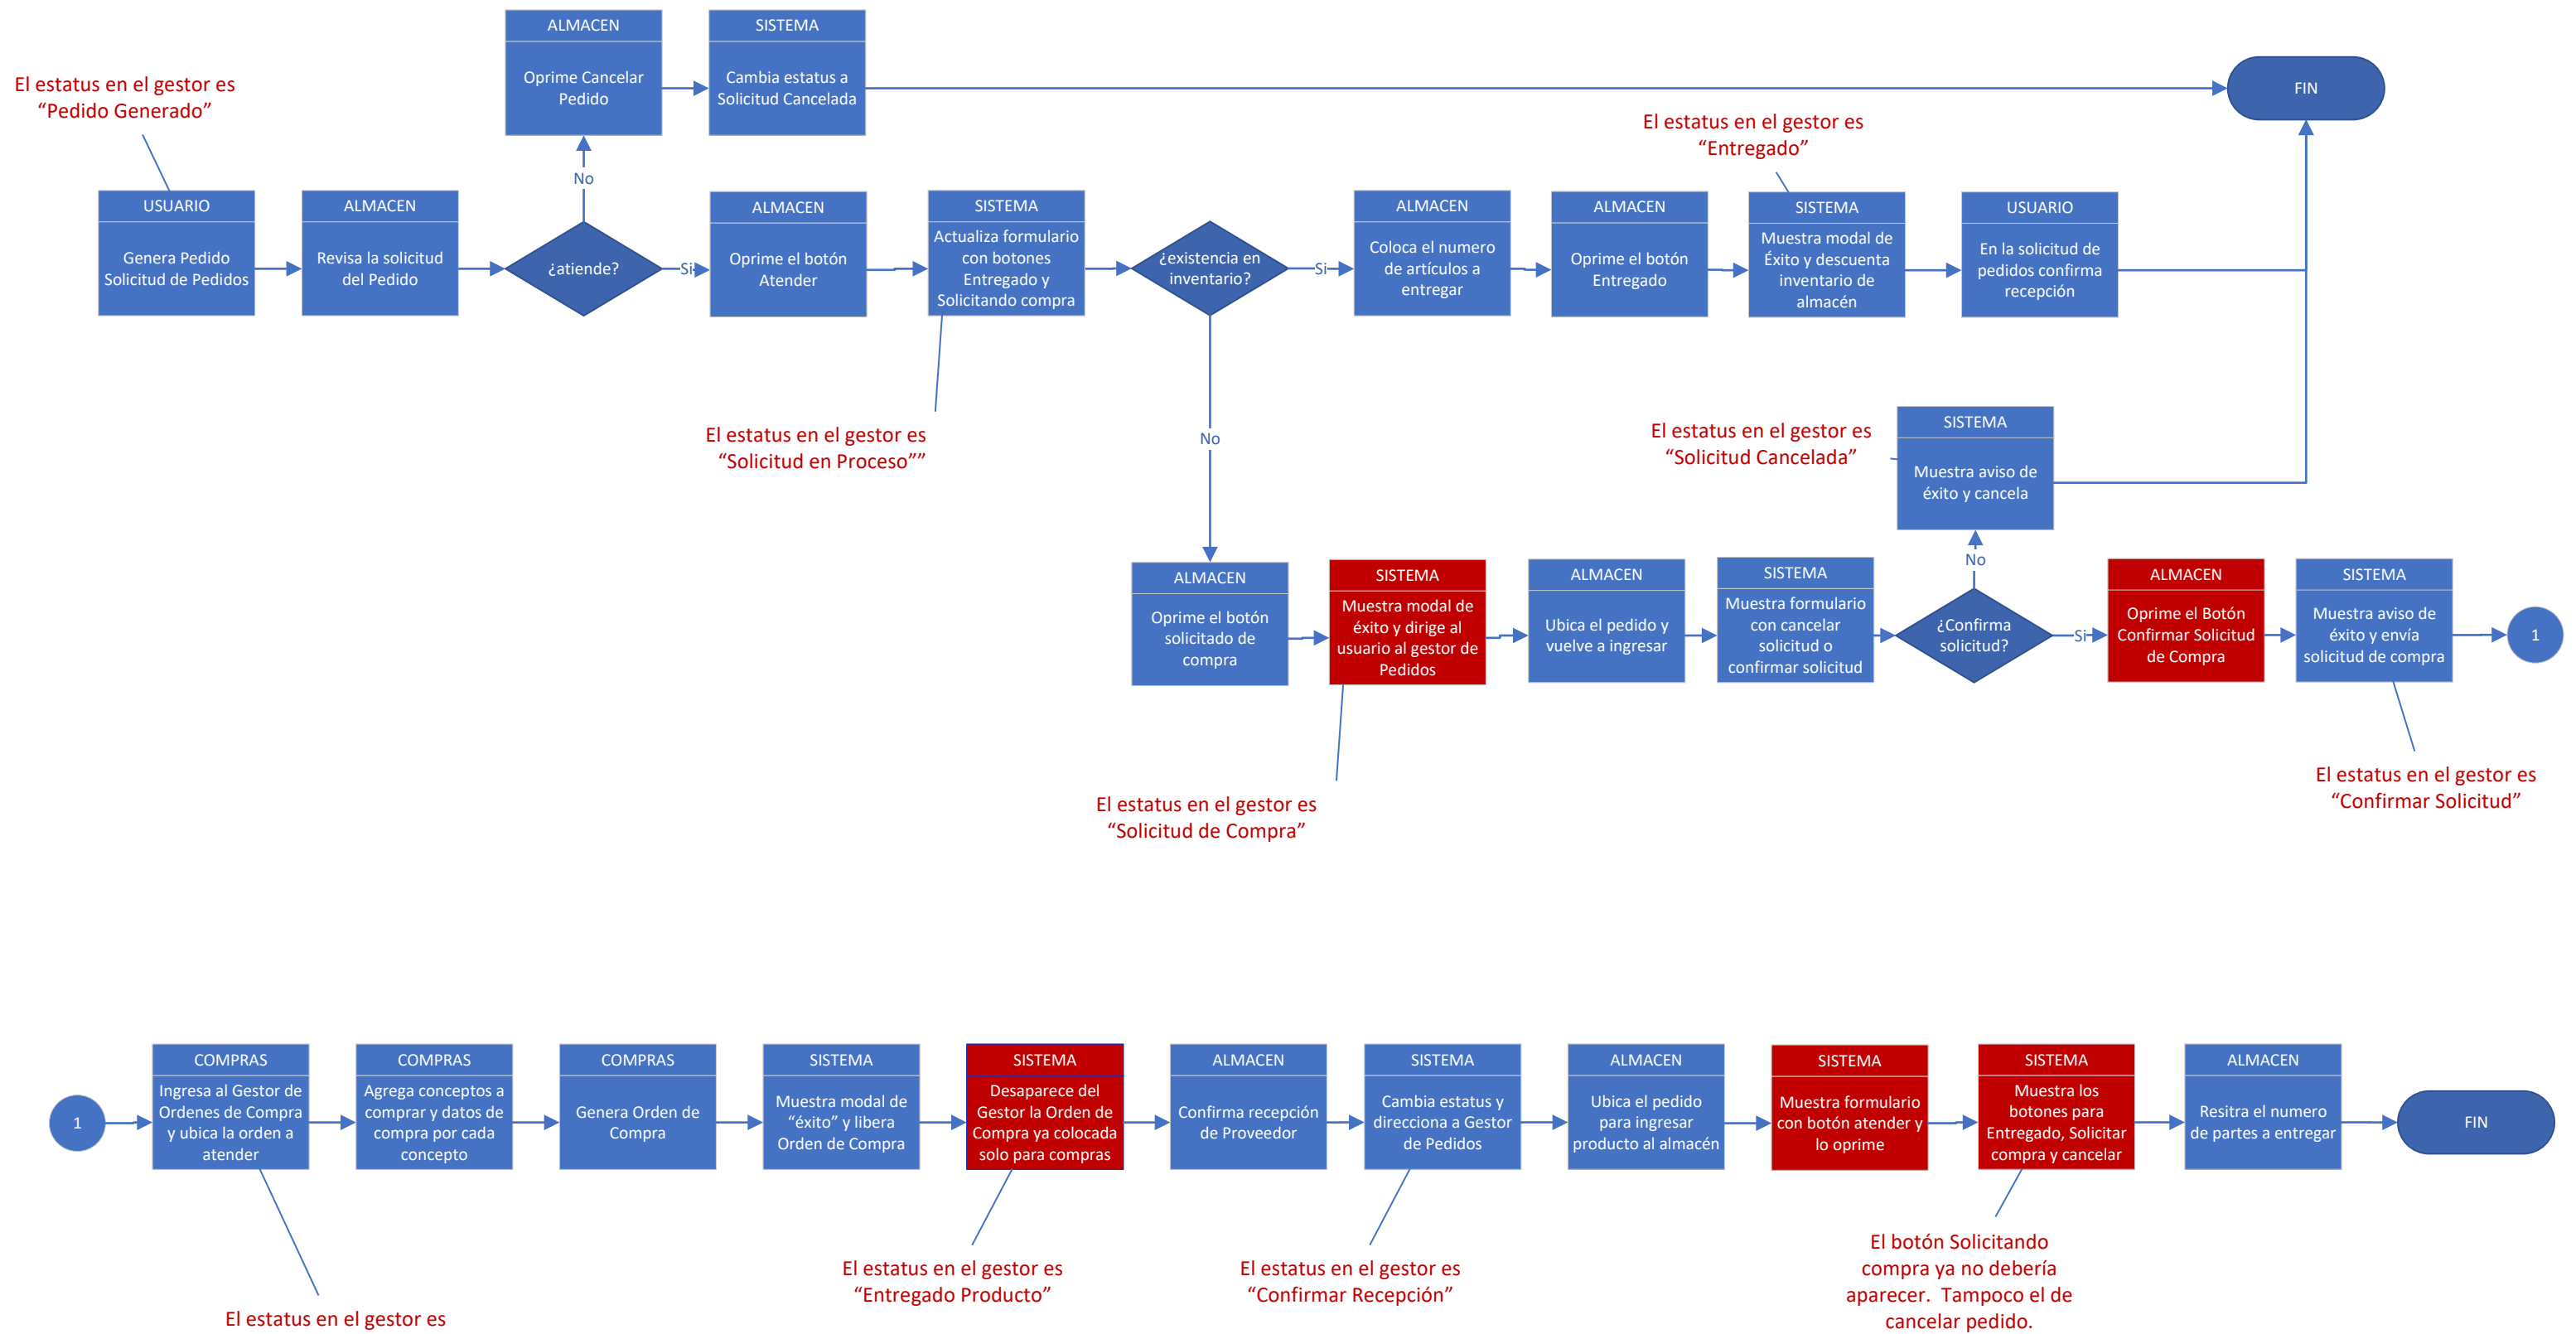 ALMACEN
Oprime Cancelar
Pedido
SISTEMA
Cambia estatus a
Solicitud Cancelada
FIN
El estatus en el gestor es
“Pedido Generado”
El estatus en el gestor es
“Entregado”
No
USUARIO
Genera Pedido
Solicitud de Pedidos
ALMACEN
Revisa la solicitud
del Pedido
¿atiende?
Si
ALMACEN
Oprime el botón
Atender
SISTEMA
Actualiza formulario
con botones
Entregado y
Solicitando compra
¿existencia en
inventario?
Si
ALMACEN
Coloca el numero
de artículos a
entregar
ALMACEN
Oprime el botón
Entregado
SISTEMA
Muestra modal de
Éxito y descuenta
inventario de
almacén
USUARIO
En la solicitud de
pedidos confirma
recepción
El estatus en el gestor es
“Solicitud en Proceso””
No
El estatus en el gestor es
“Solicitud Cancelada”
SISTEMA
Muestra aviso de
éxito y cancela
No
ALMACEN
Oprime el botón
solicitado de
compra
SISTEMA
Muestra modal de
éxito y dirige al
usuario al gestor de
Pedidos
ALMACEN
Ubica el pedido y
vuelve a ingresar
SISTEMA
Muestra formulario
con cancelar
solicitud o
confirmar solicitud
¿Confirma
solicitud?
Si
ALMACEN
Oprime el Botón
Confirmar Solicitud
de Compra
SISTEMA
Muestra aviso de
éxito y envía
solicitud de compra
1
El estatus en el gestor es
“Solicitud de Compra”
El estatus en el gestor es
“Confirmar Solicitud”
1
COMPRAS
Ingresa al Gestor de
Ordenes de Compra
y ubica la orden a
atender
COMPRAS
Agrega conceptos a
comprar y datos de
compra por cada
concepto
COMPRAS
Genera Orden de
Compra
SISTEMA
Muestra modal de
“éxito” y libera
Orden de Compra
SISTEMA
Desaparece del
Gestor la Orden de
Compra ya colocada
solo para compras
ALMACEN
Confirma recepción
de Proveedor
SISTEMA
Cambia estatus y
direcciona a Gestor
de Pedidos
ALMACEN
Ubica el pedido
para ingresar
producto al almacén
SISTEMA
Muestra formulario
con botón atender y
lo oprime
SISTEMA
Muestra los
botones para
Entregado, Solicitar
compra y cancelar
ALMACEN
Resitra el numero
de partes a entregar
FIN
El estatus en el gestor es
El estatus en el gestor es
“Entregado Producto”
El estatus en el gestor es
“Confirmar Recepción”
El botón Solicitando
compra ya no debería
aparecer.  Tampoco el de
cancelar pedido.